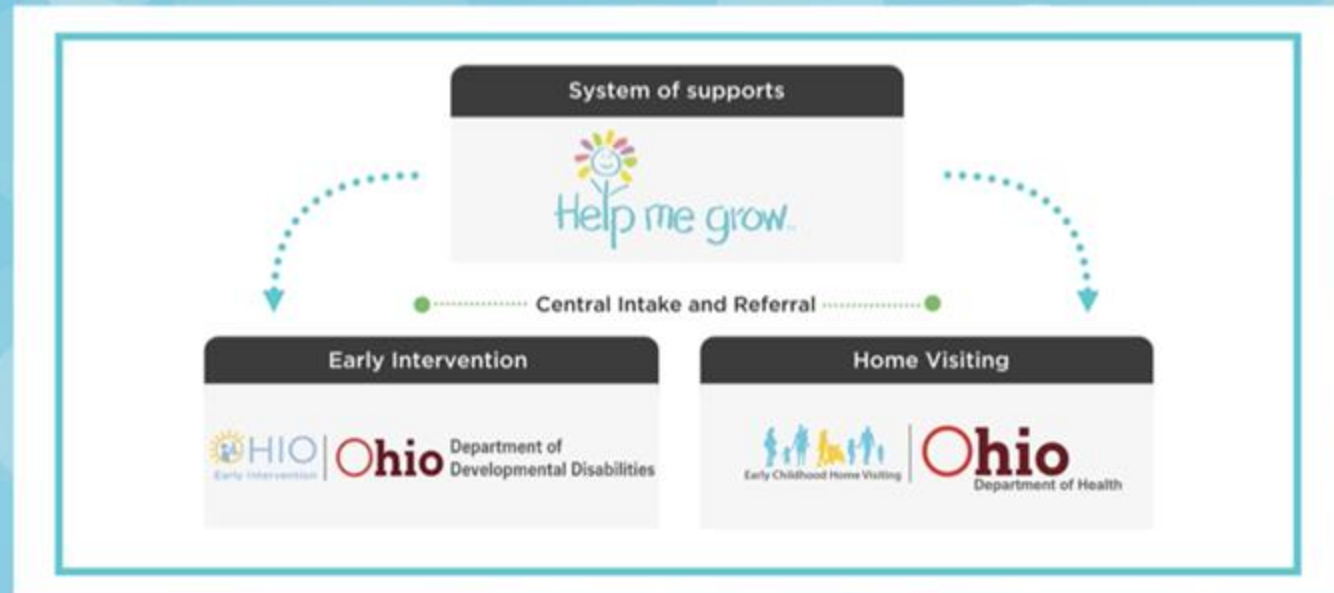 System of supports
Help me grow
Central Intake and Referral
Early Intervention
Home Visiting
OHIO
Early Intervention
Ohio
Department of
Developmental Disabilities
Early Childhood Home Visiting
Ohio
Department of Health